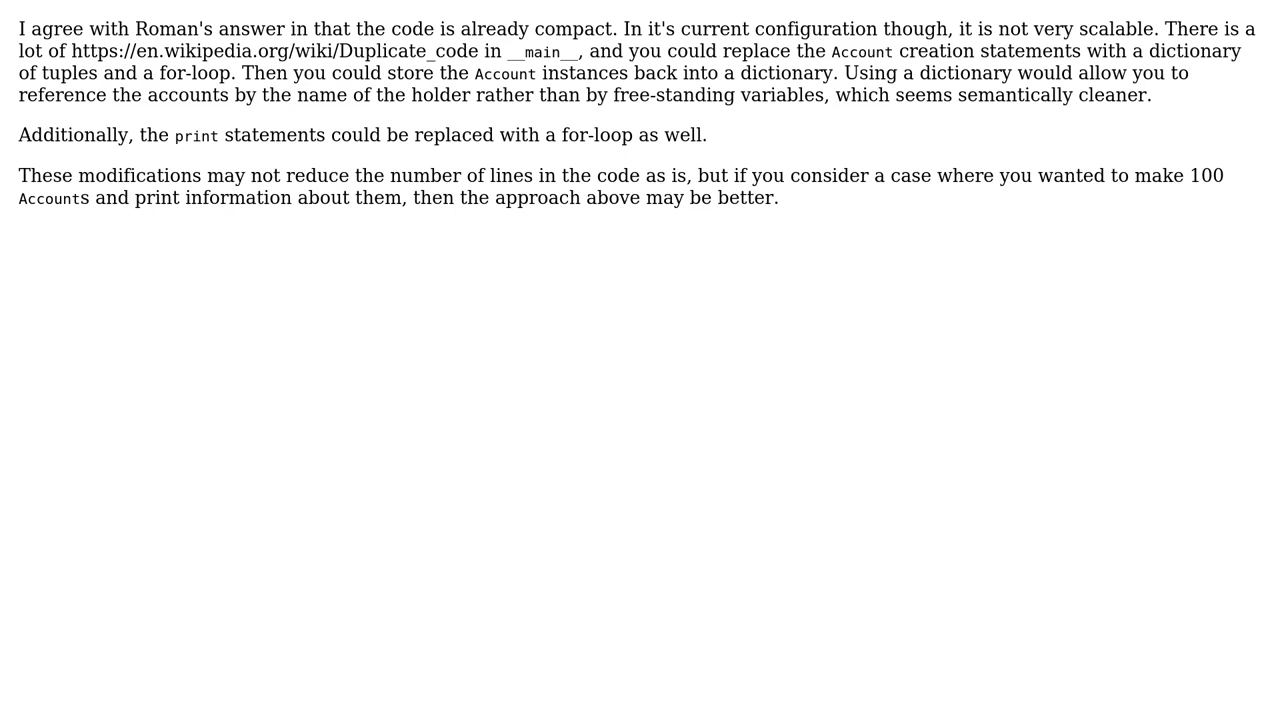 I agree with Roman's answer in that the code is already compact. In it's current configuration though, it is not very scalable. There is a
lot of https://en.wikipedia.org/wiki/Duplicate_code in __main__, and you could replace the Account creation statements with a dictionary
of tuples and a for-loop. Then you could store the Account instances back into a dictionary. Using a dictionary would allow you to
reference the accounts by the name of the holder rather than by free-standing variables, which seems semantically cleaner.
Additionally, the print statements could be replaced with a for-loop as well.
These modifications may not reduce the number of lines in the code as is, but if you consider a case where you wanted to make 100
Accounts and print information about them, then the approach above may be better.